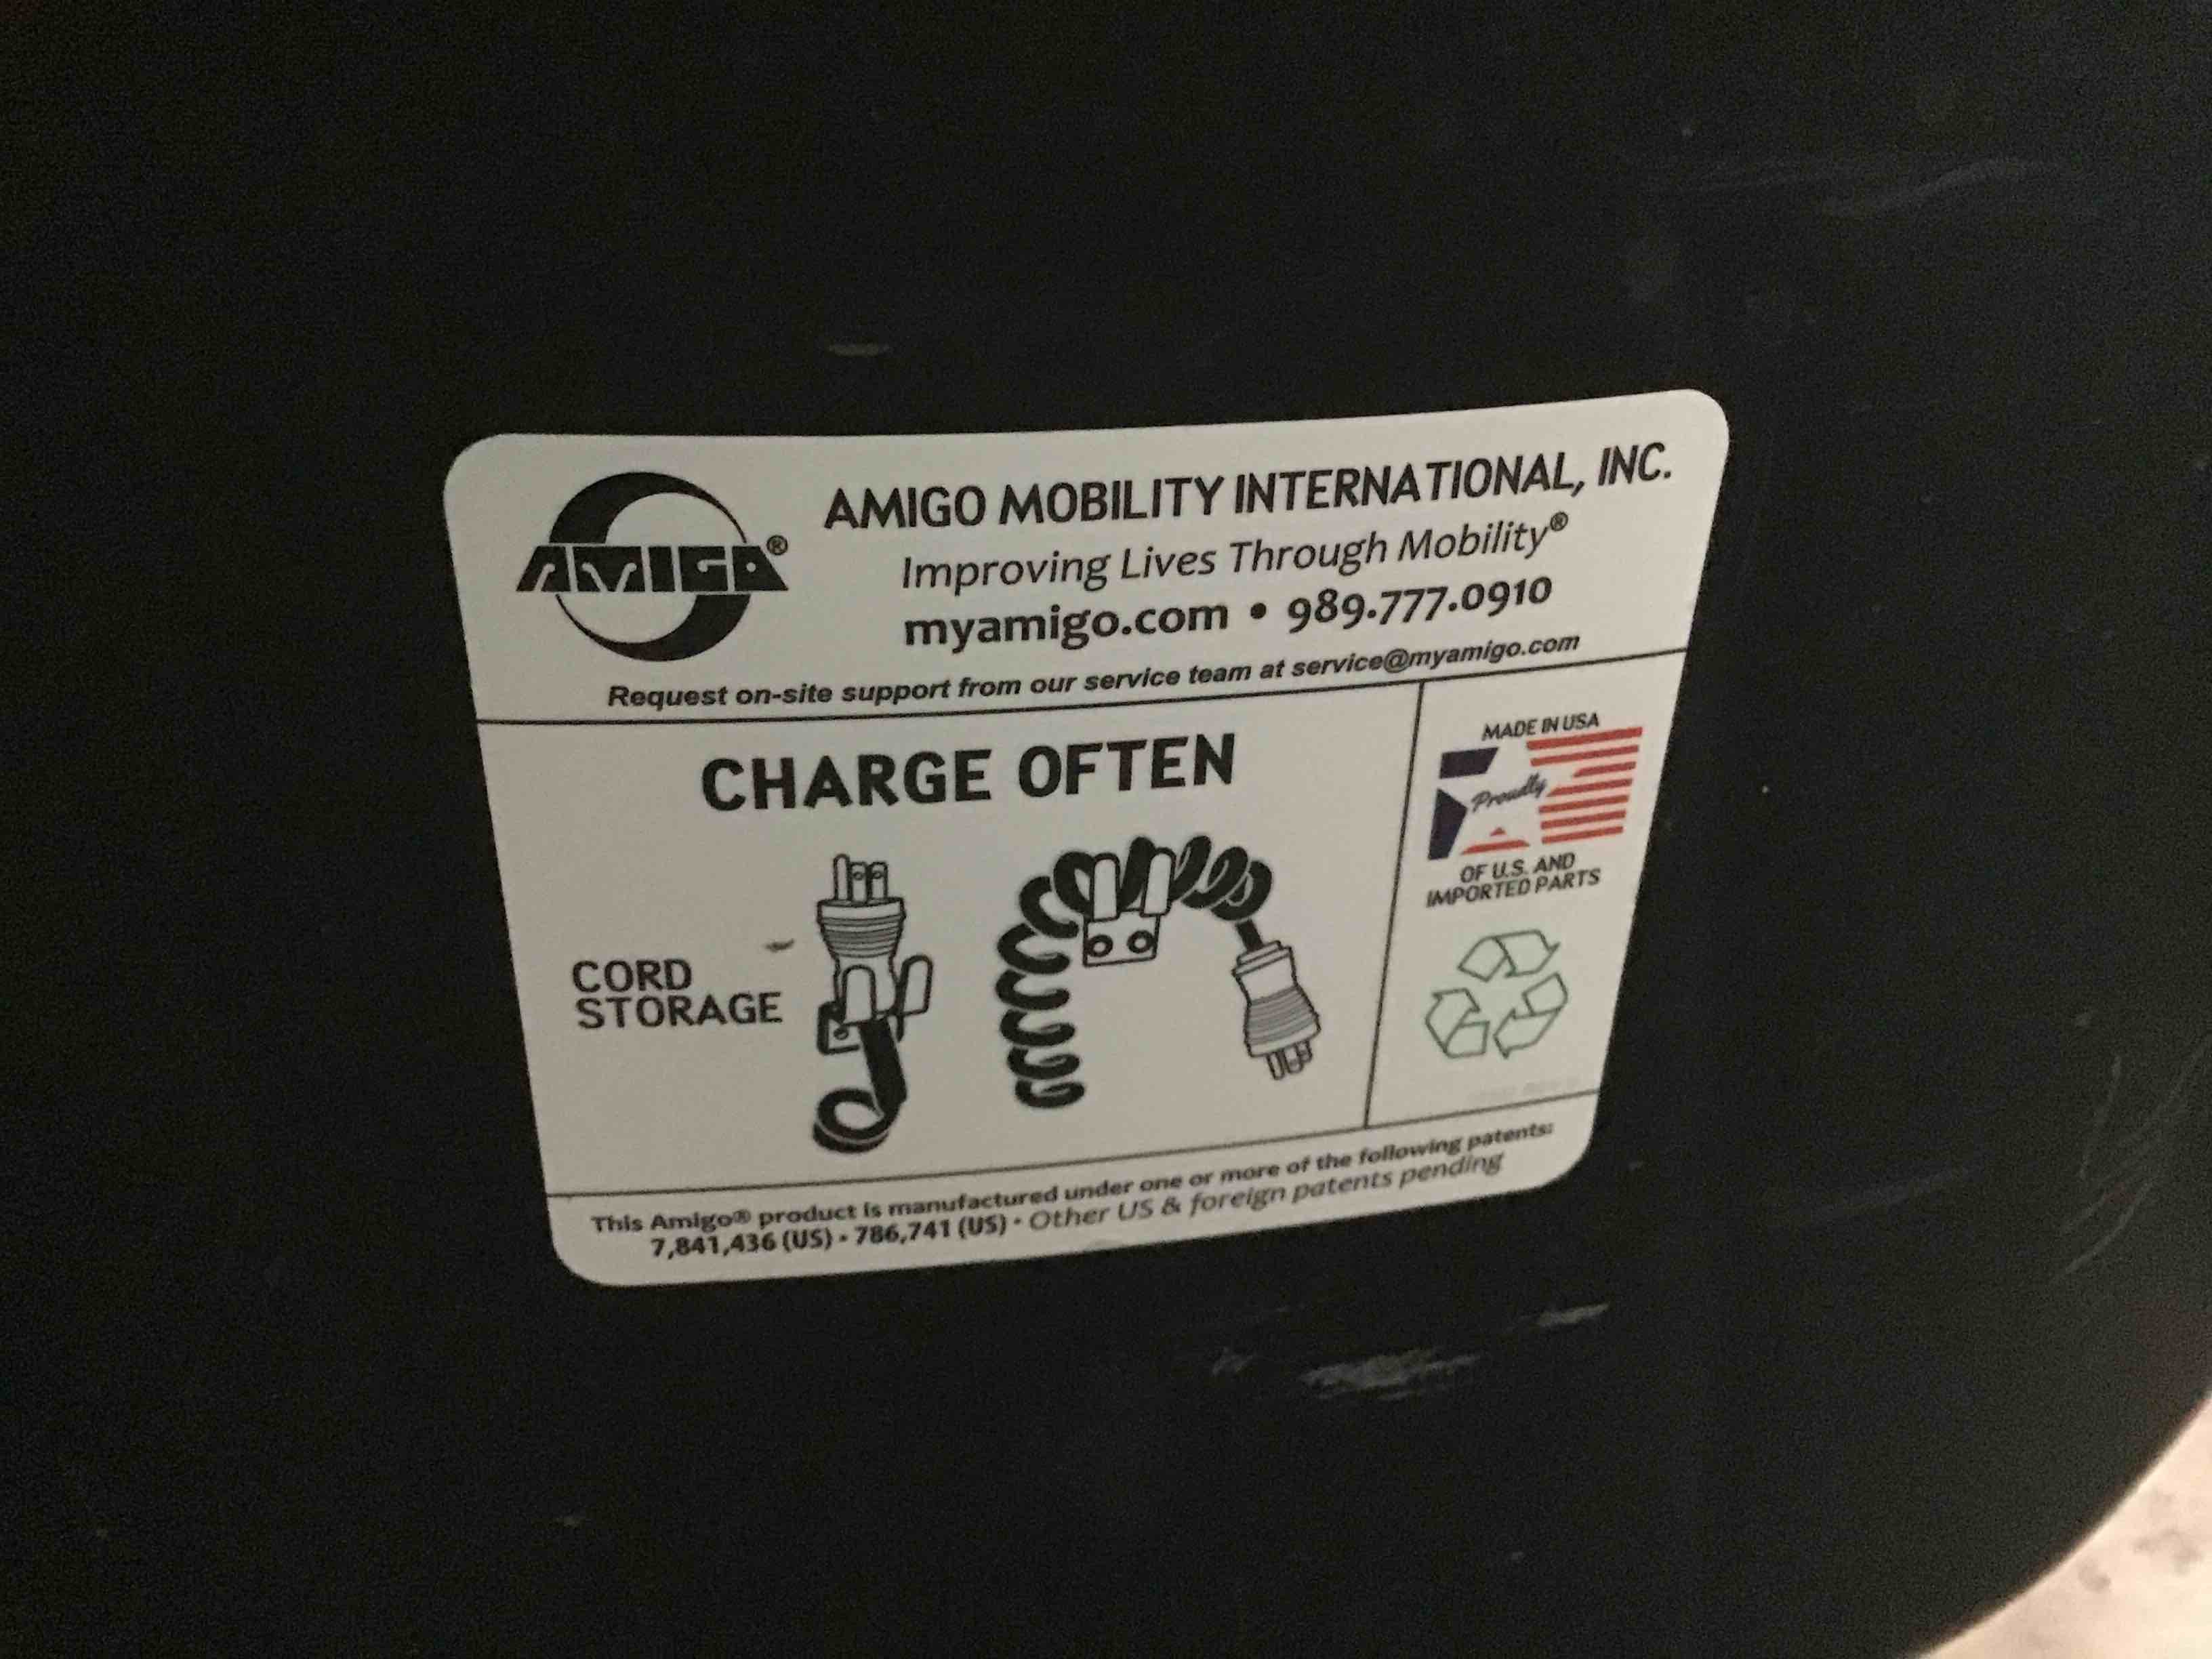 AMIGO®
AMIGO MOBILITY INTERNATIONAL, INC.
Improving Lives Through Mobility®
myamigo.com • 989.777.0910
Request on-site support from our service team at service@myamigo.com
CHARGE OFTEN
CORD
STORAGE
MADE IN USA
Proudly
OF U.S. AND
IMPORTED PARTS
This Amigo® product is manufactured under one or more of the following patents:
7,841,436 (US) • 786,741 (US) • Other US & foreign patents pending